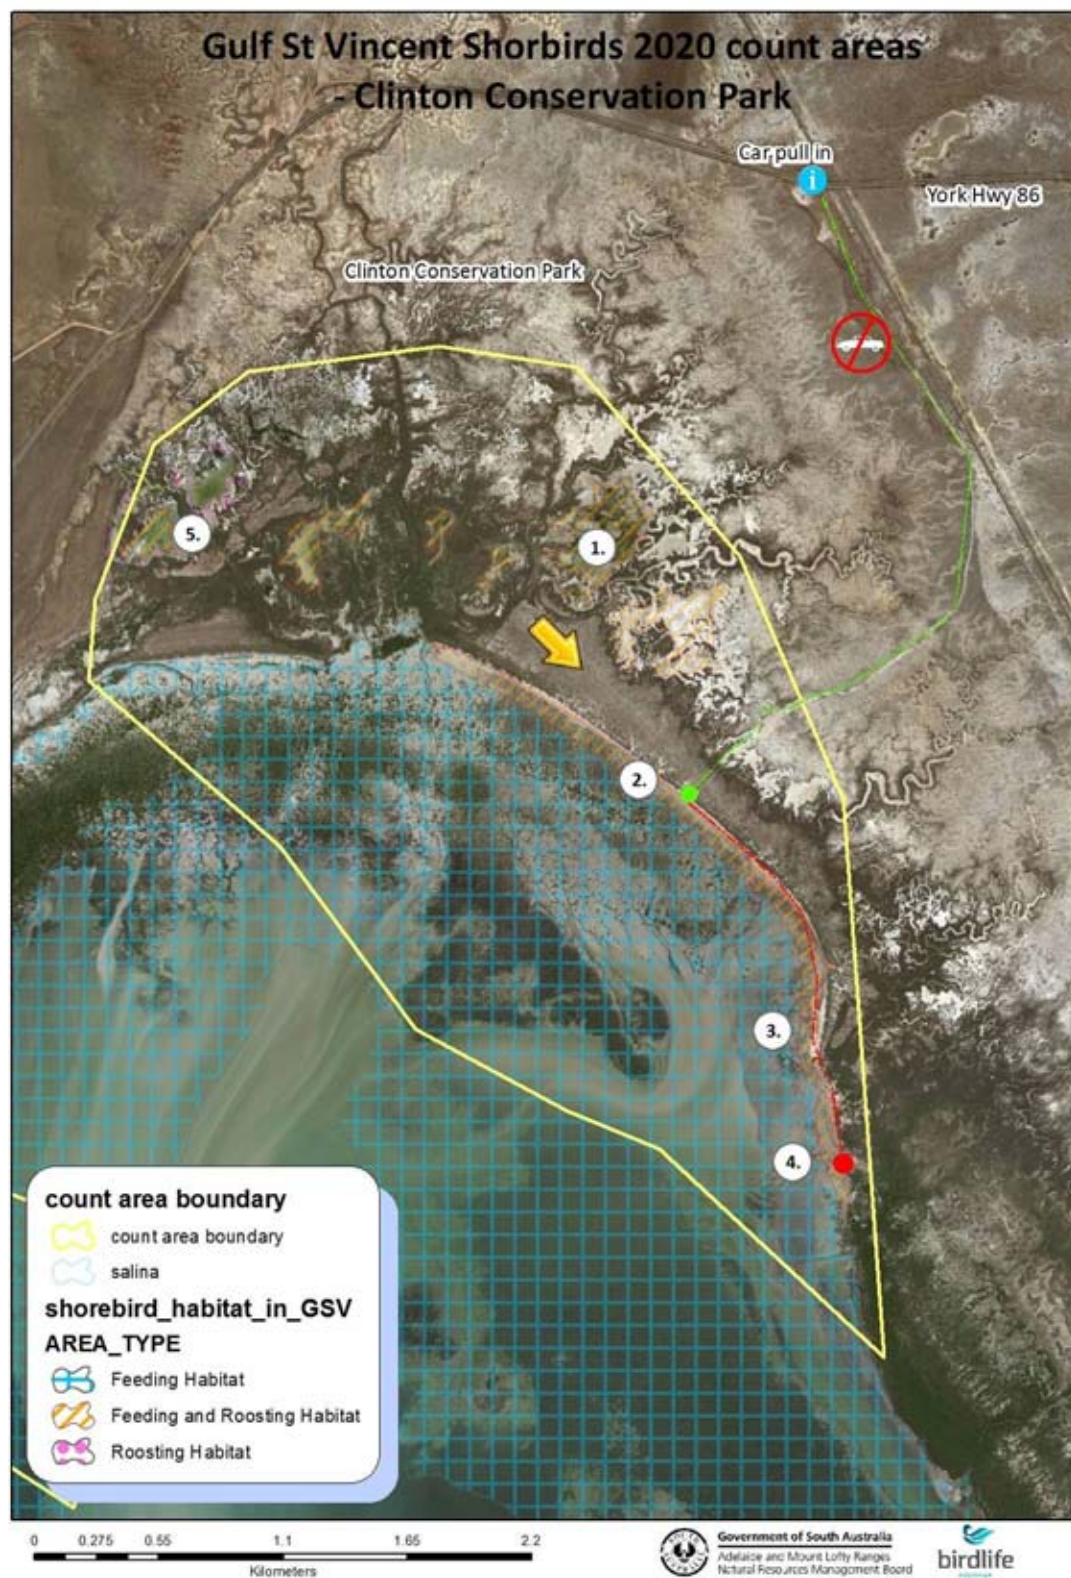 Gulf St Vincent Shorbirds 2020 count areas
- Clinton Conservation Park
Car pull in
i
York Hwy 86
Clinton Conservation Park
5.
1.
2.
3.
4.
count area boundary
count area boundary
salina
shorebird_habitat_in_GSV
AREA_TYPE
Feeding Habitat
Feeding and Roosting Habitat
Roosting Habitat
0 0.275 0.55 1.1 1.65 2.2
Kilometers
Government of South Australia
Adelaide and Mount Lofty Ranges
Natural Resources Management Board
birdlife